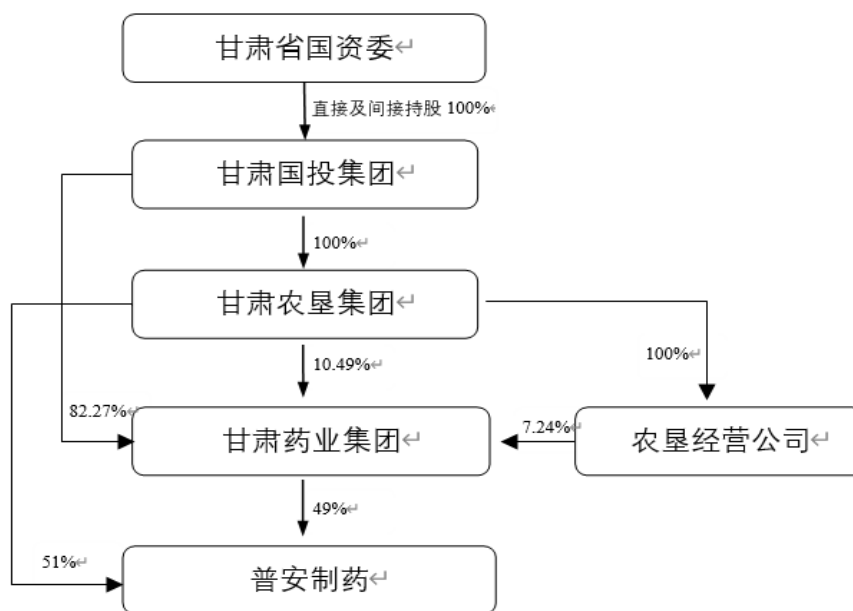 甘肃省国资委
直接及间接持股 100%
甘肃国投集团
100%
甘肃农垦集团
10.49%
100%
82.27%
甘肃药业集团
7.24%
农垦经营公司
49%
51%
普安制药